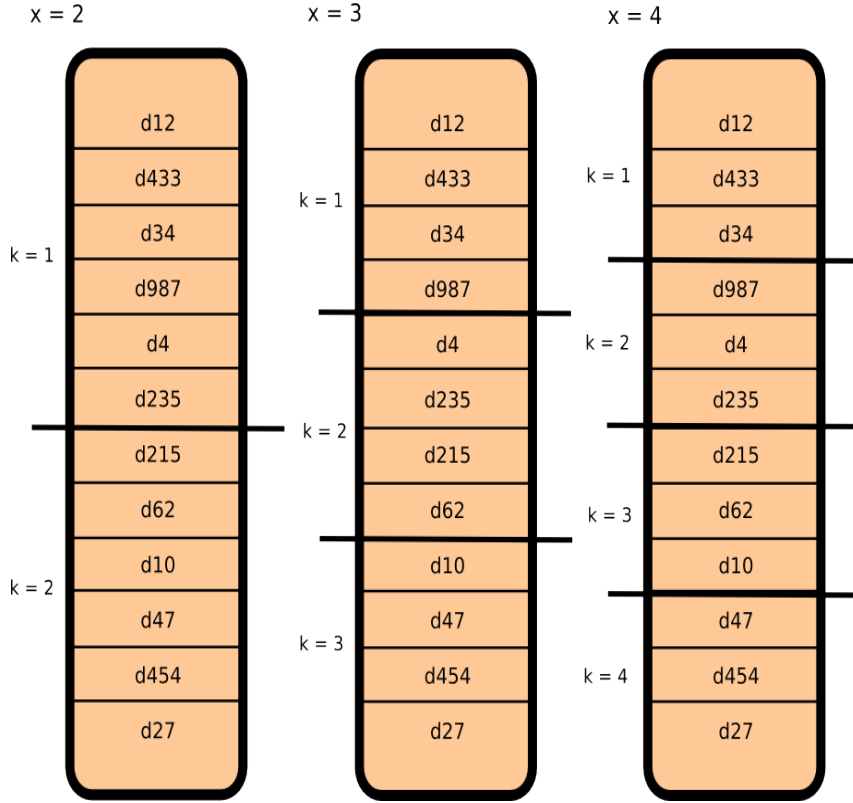 x = 2
k = 1
k = 2
d12
d433
d34
d987
d4
d235
d215
d62
d10
d47
d454
d27
x = 3
k = 1
k = 2
k = 3
d12
d433
d34
d987
d4
d235
d215
d62
d10
d47
d454
d27
x = 4
k = 1
k = 2
k = 3
k = 4
d12
d433
d34
d987
d4
d235
d215
d62
d10
d47
d454
d27